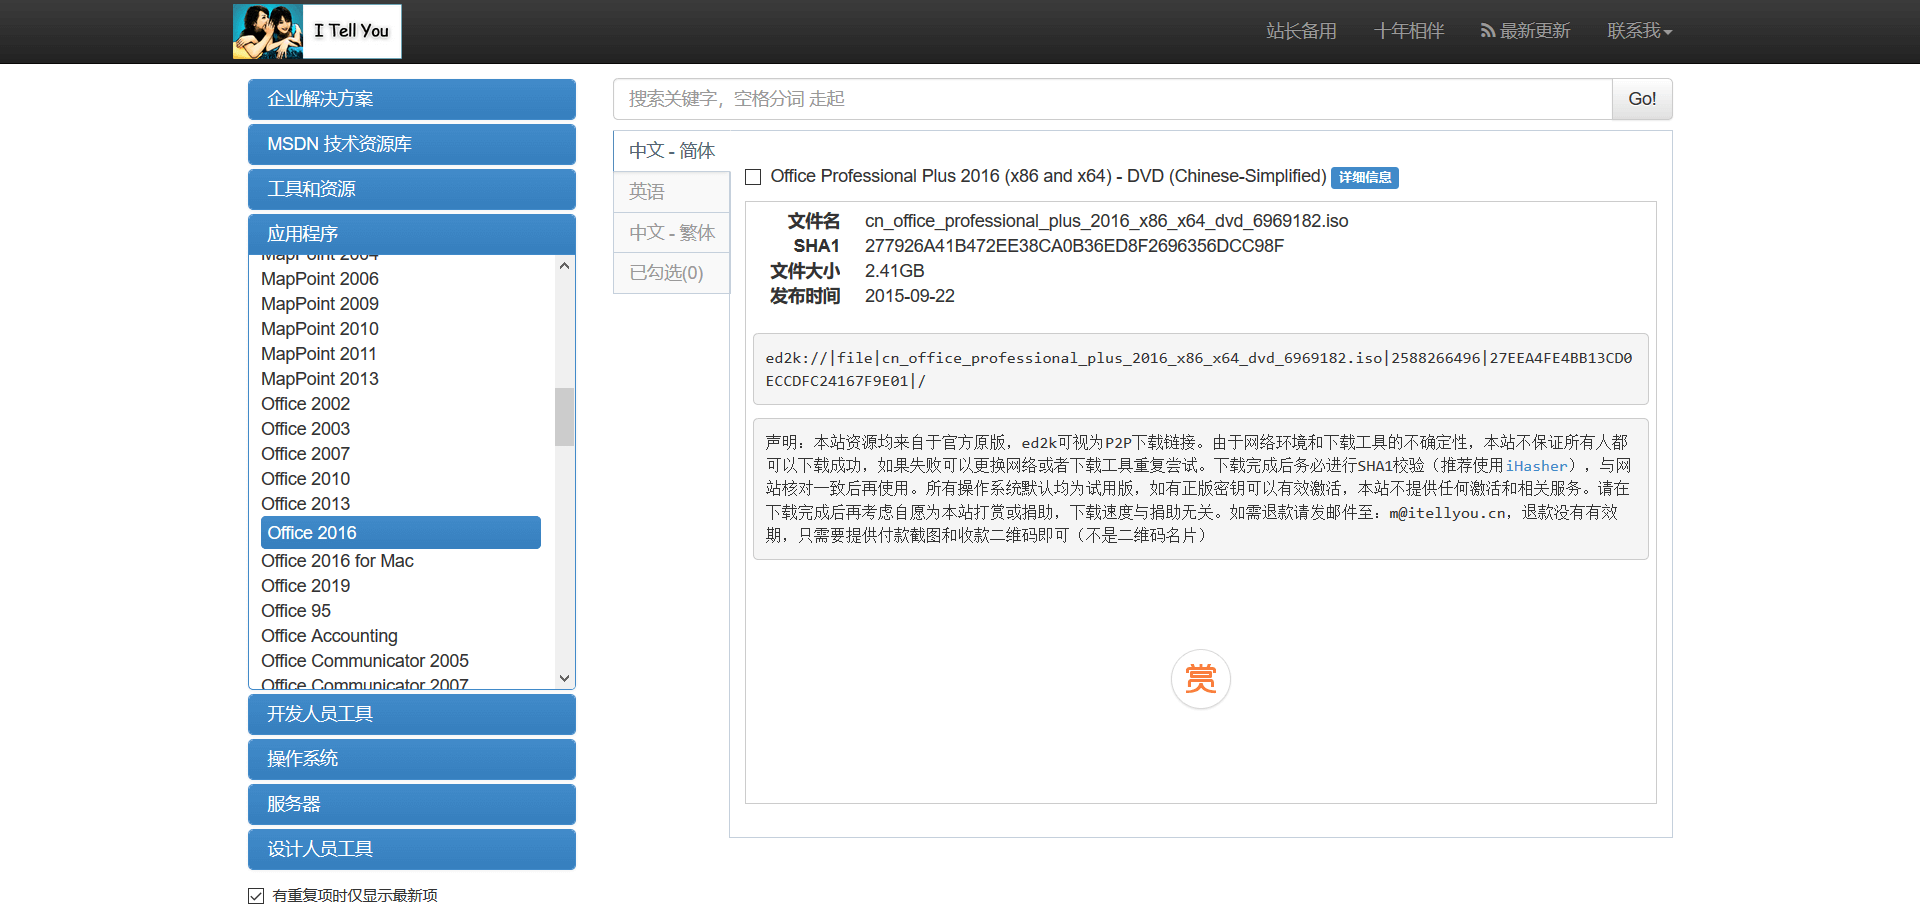 I Tell You
站长备用
十年相伴
最新更新
联系我
企业解决方案
MSDN 技术资源库
工具和资源
应用程序
MapPoint 2004
MapPoint 2006
MapPoint 2009
MapPoint 2010
MapPoint 2011
MapPoint 2013
Office 2002
Office 2003
Office 2007
Office 2010
Office 2013
Office 2016
Office 2016 for Mac
Office 2019
Office 95
Office Accounting
Office Communicator 2005
Office Communicator 2007
开发人员工具
操作系统
服务器
设计人员工具
有重复项时仅显示最新项
搜索关键字，空格分词 走起
Go!
中文 - 简体
英语
中文 - 繁体
已勾选(0)
Office Professional Plus 2016 (x86 and x64) - DVD (Chinese-Simplified) 详细信息
文件名 cn_office_professional_plus_2016_x86_x64_dvd_6969182.iso
SHA1 277926A41B472EE38CA0B36ED8F2696356DCC98F
文件大小 2.41GB
发布时间 2015-09-22
ed2k://|file|cn_office_professional_plus_2016_x86_x64_dvd_6969182.iso|2588266496|27EEA4FE4BB13CD0
ECCDFC24167F9E01|/
声明：本站资源均来自于官方原版，ed2k可视为P2P下载链接。由于网络环境和下载工具的不确定性，本站不保证所有人都
可以下载成功，如果失败可以更换网络或者下载工具重复尝试。下载完成后务必进行SHA1校验（推荐使用iHasher），与网
站核对一致后再使用。所有操作系统默认均为试用版，如有正版密钥可以有效激活，本站不提供任何激活和相关服务。请在
下载完成后再考虑自愿为本站打赏或捐助，下载速度与捐助无关。如需退款请发邮件至：m@itellyou.cn，退款没有有效
期，只需要提供付款截图和收款二维码即可（不是二维码名片）
赏